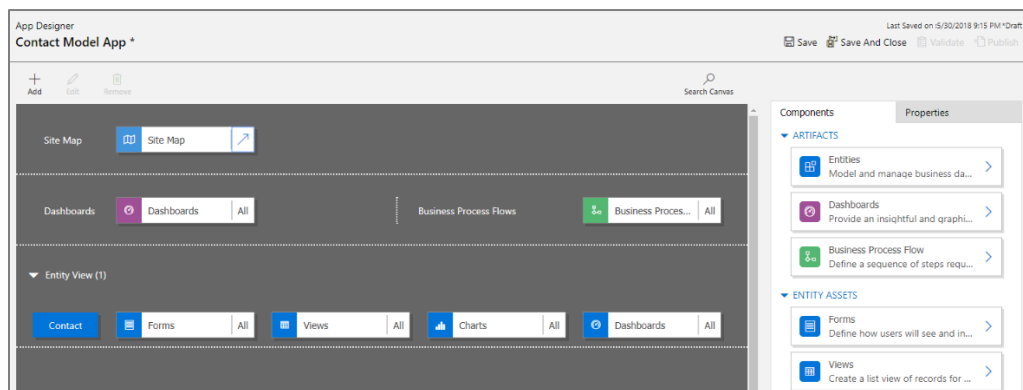 App Designer
Last Saved on :5/30/2018 9:15 PM *Draft
Contact Model App *
Save Save And Close Validate Publish
Add Edit Remove
Search Canvas
Components Properties
ARTIFACTS
Site Map Site Map
Entities
Model and manage business da...
Dashboards
Provide an insightful and graphi...
Dashboards Dashboards All Business Process Flows Business Proces... All
Business Process Flow
Define a sequence of steps requ...
Entity View (1)
ENTITY ASSETS
Contact Forms All Views All Charts All Dashboards All
Forms
Define how users will see and in...
Views
Create a list view of records for ...